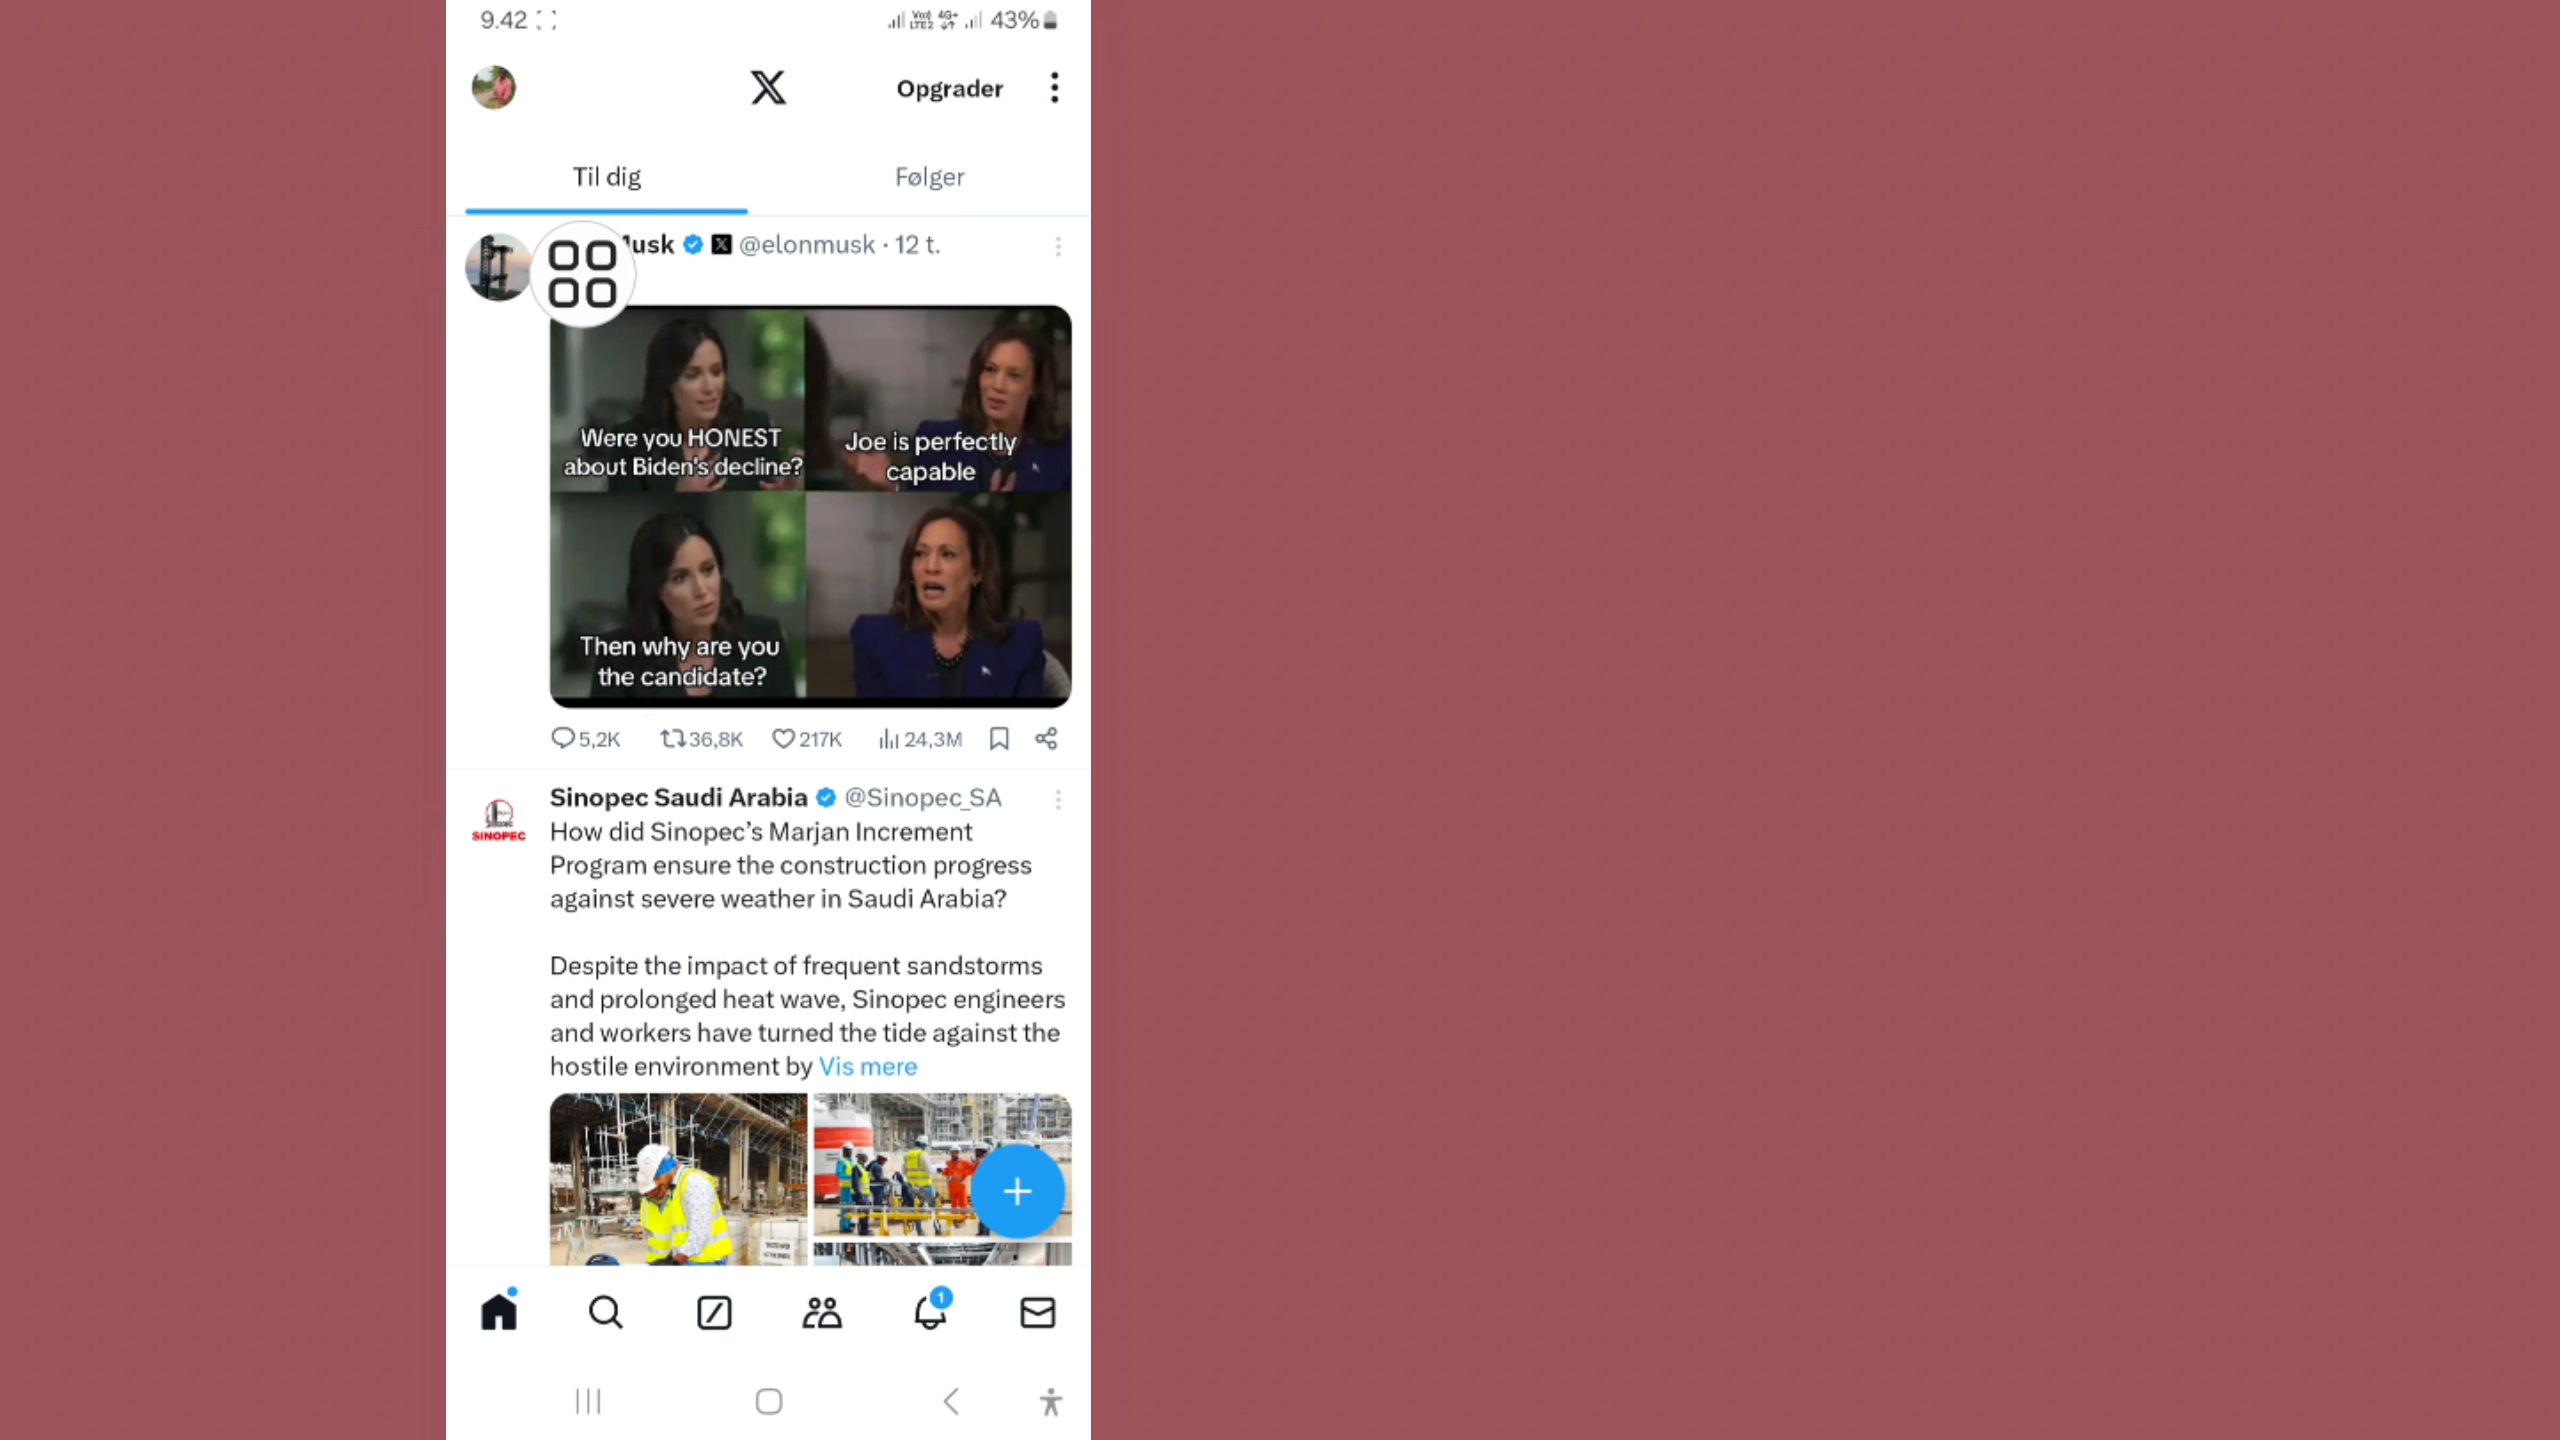 9.42
Voo) 4G+ 43%
LTE2
X Opgrader
Til dig Følger
Musk @elonmusk · 12 t.
Were you HONEST
about Biden's decline?
Joe is perfectly
capable
Then why are you
the candidate?
5,2K 36,8K 217K 24,3M
Sinopec Saudi Arabia @Sinopec_SA
SINOPEC
How did Sinopec’s Marjan Increment
Program ensure the construction progress
against severe weather in Saudi Arabia?
Despite the impact of frequent sandstorms
and prolonged heat wave, Sinopec engineers
and workers have turned the tide against the
hostile environment by Vis mere
1